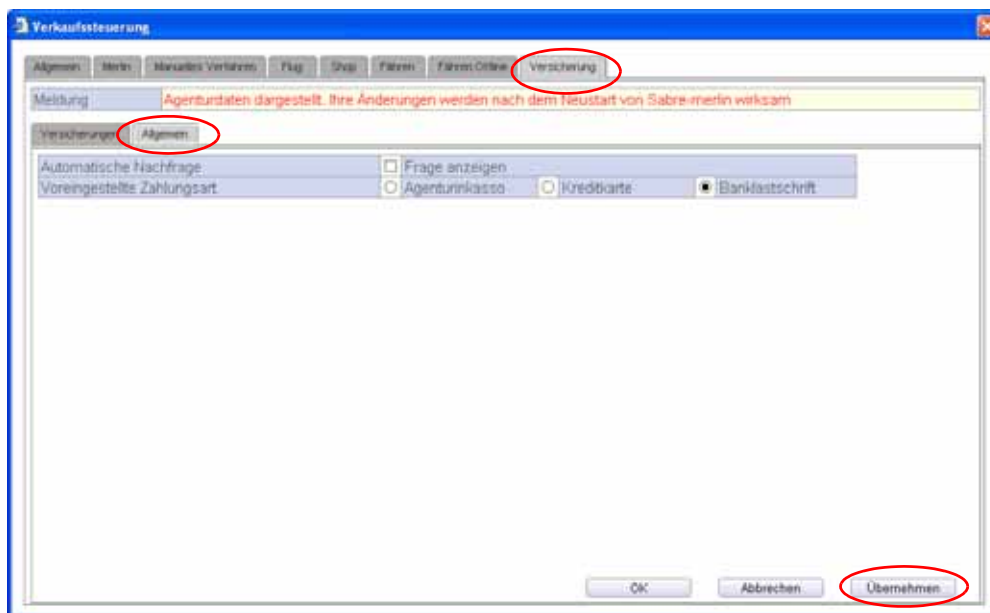 Verkaufssteuerung
Allgemein Merlin Manuelles Verfahren Flug Shop Fähren Fähren Offline Versicherung
Meldung Agenturdaten dargestellt. Ihre Änderungen werden nach dem Neustart von Sabre-merlin wirksam
Versicherungen Allgemein
Automatische Nachfrage Frage anzeigen
Voreingestellte Zahlungsart Agenturinkasso Kreditkarte Banklastschrift
OK Abbrechen Übernehmen